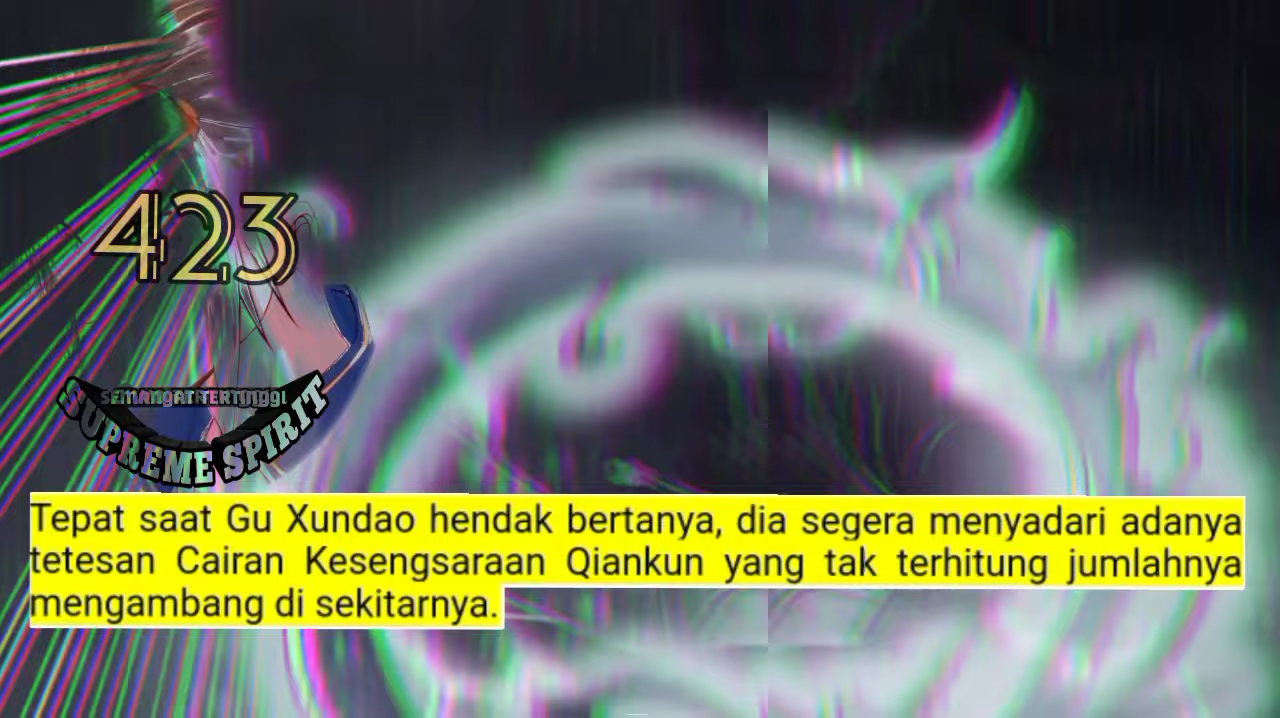 423
SEMANGAT TERTINGGI
SUPREME SPIRIT
Tepat saat Gu Xundao hendak bertanya, dia segera menyadari adanya
tetesan Cairan Kesengsaraan Qiankun yang tak terhitung jumlahnya
mengambang di sekitarnya.